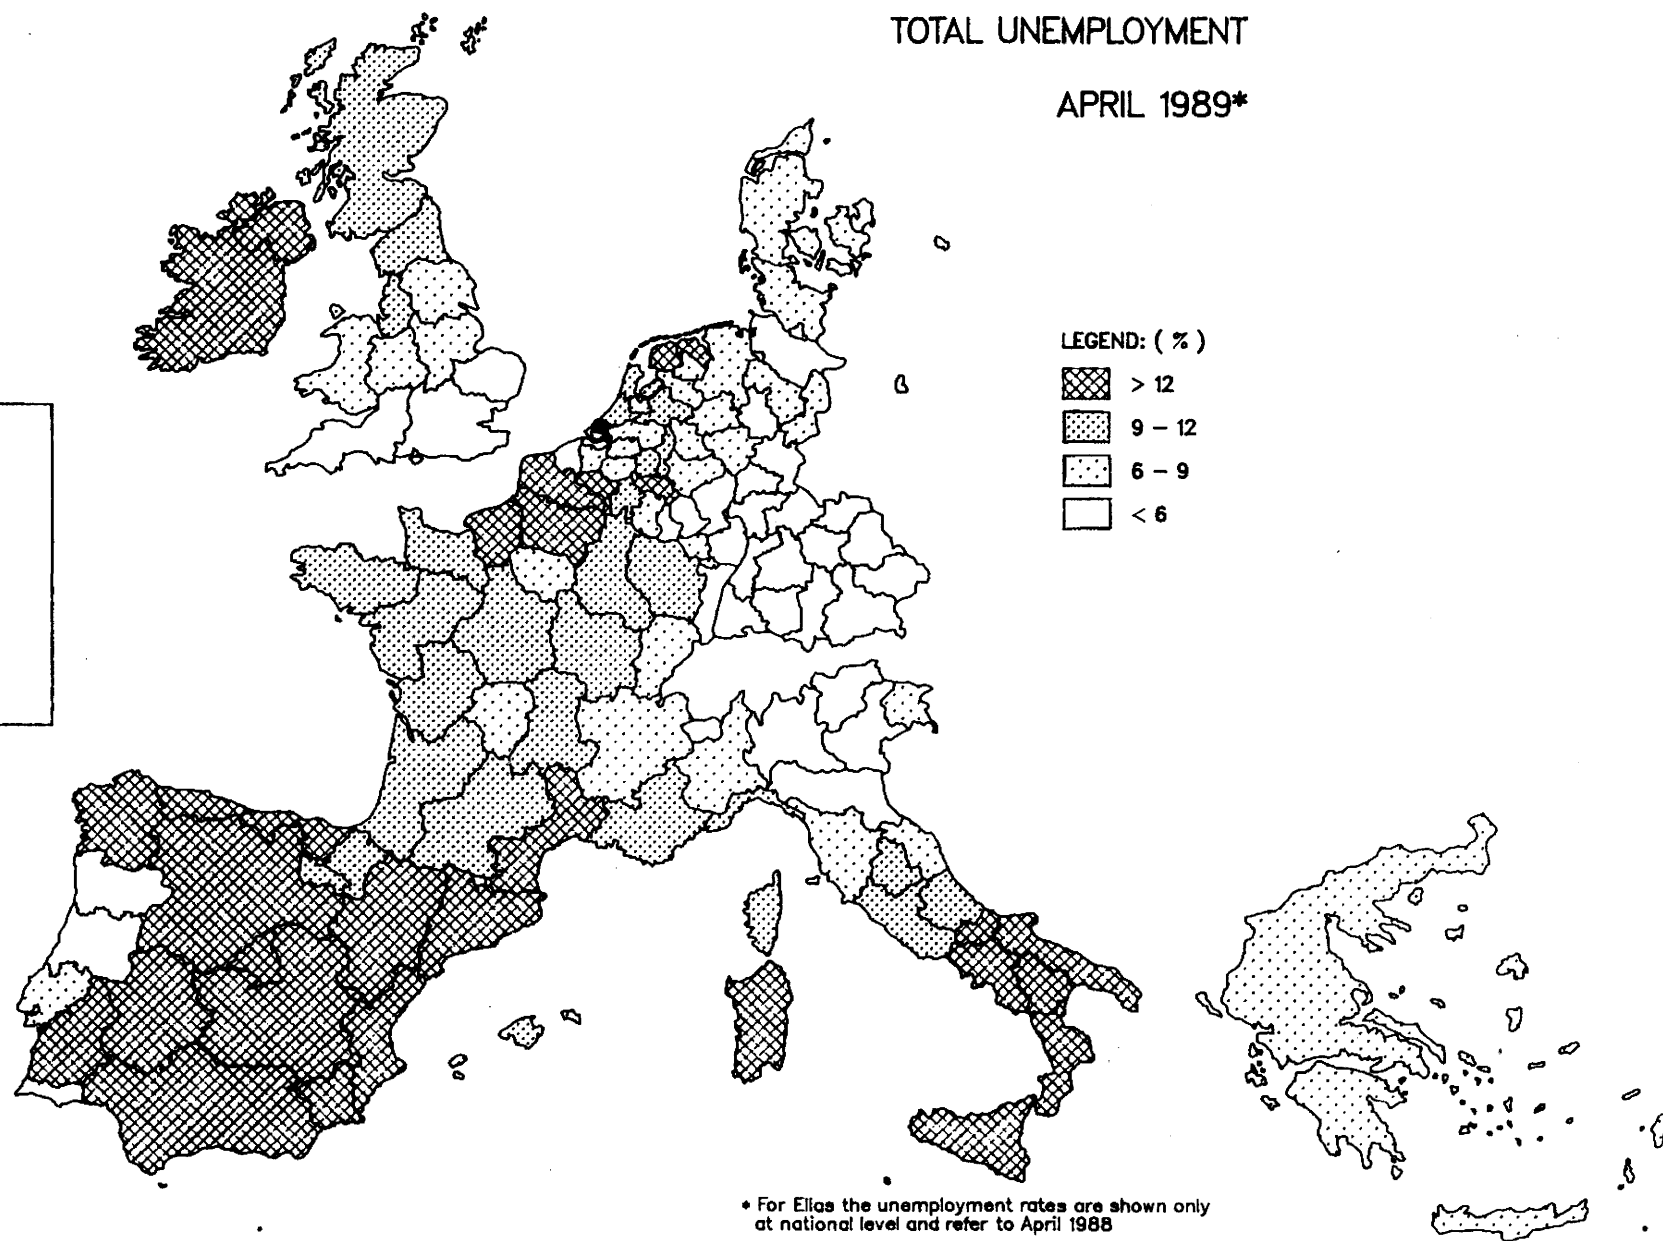 TOTAL UNEMPLOYMENT
APRIL 1989*
LEGEND: ( % )
> 12
9 – 12
6 – 9
< 6
* For Ellas the unemployment rates are shown only
at national level and refer to April 1988